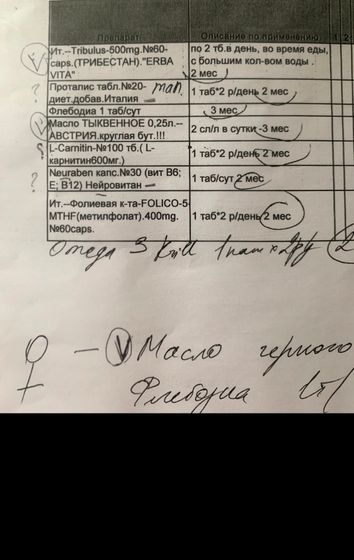 Препарат Описание по применению. 1 2
Ит.--Tribulus-500mg.№60-
caps.(ТРИБЕСТАН)."ERBA
VITA"
по 2 тб.в день, во время еды,
с большим кол-вом воды .
2 мес
V
? Проталис табл.№20-
диет.добав.Италия
1 таб*2 р/день 2 мес
Флебодиа 1 таб/сут
3 мес
V Масло ТЫКВЕННОЕ 0,25л.--
АВСТРИЯ.круглая бут.!!!
2 сл/л в сутки -3 мес
L-Carnitin-№100 тб.( L-
карнитин600мг.)
1 таб*2 р/день 2 мес
? Neuraben капс.№30 (вит В6;
Е; В12) Нейровитан
1 таб/сут 2 мес
Ит.--Фолиевая к-та-FOLICO-5-
MTHF(метилфолат).400mg.
№60caps.
1 таб*2 р/день 2 мес
Omega 3 Krill 2
♀ - V Масло черного
Флебодиа 1т/